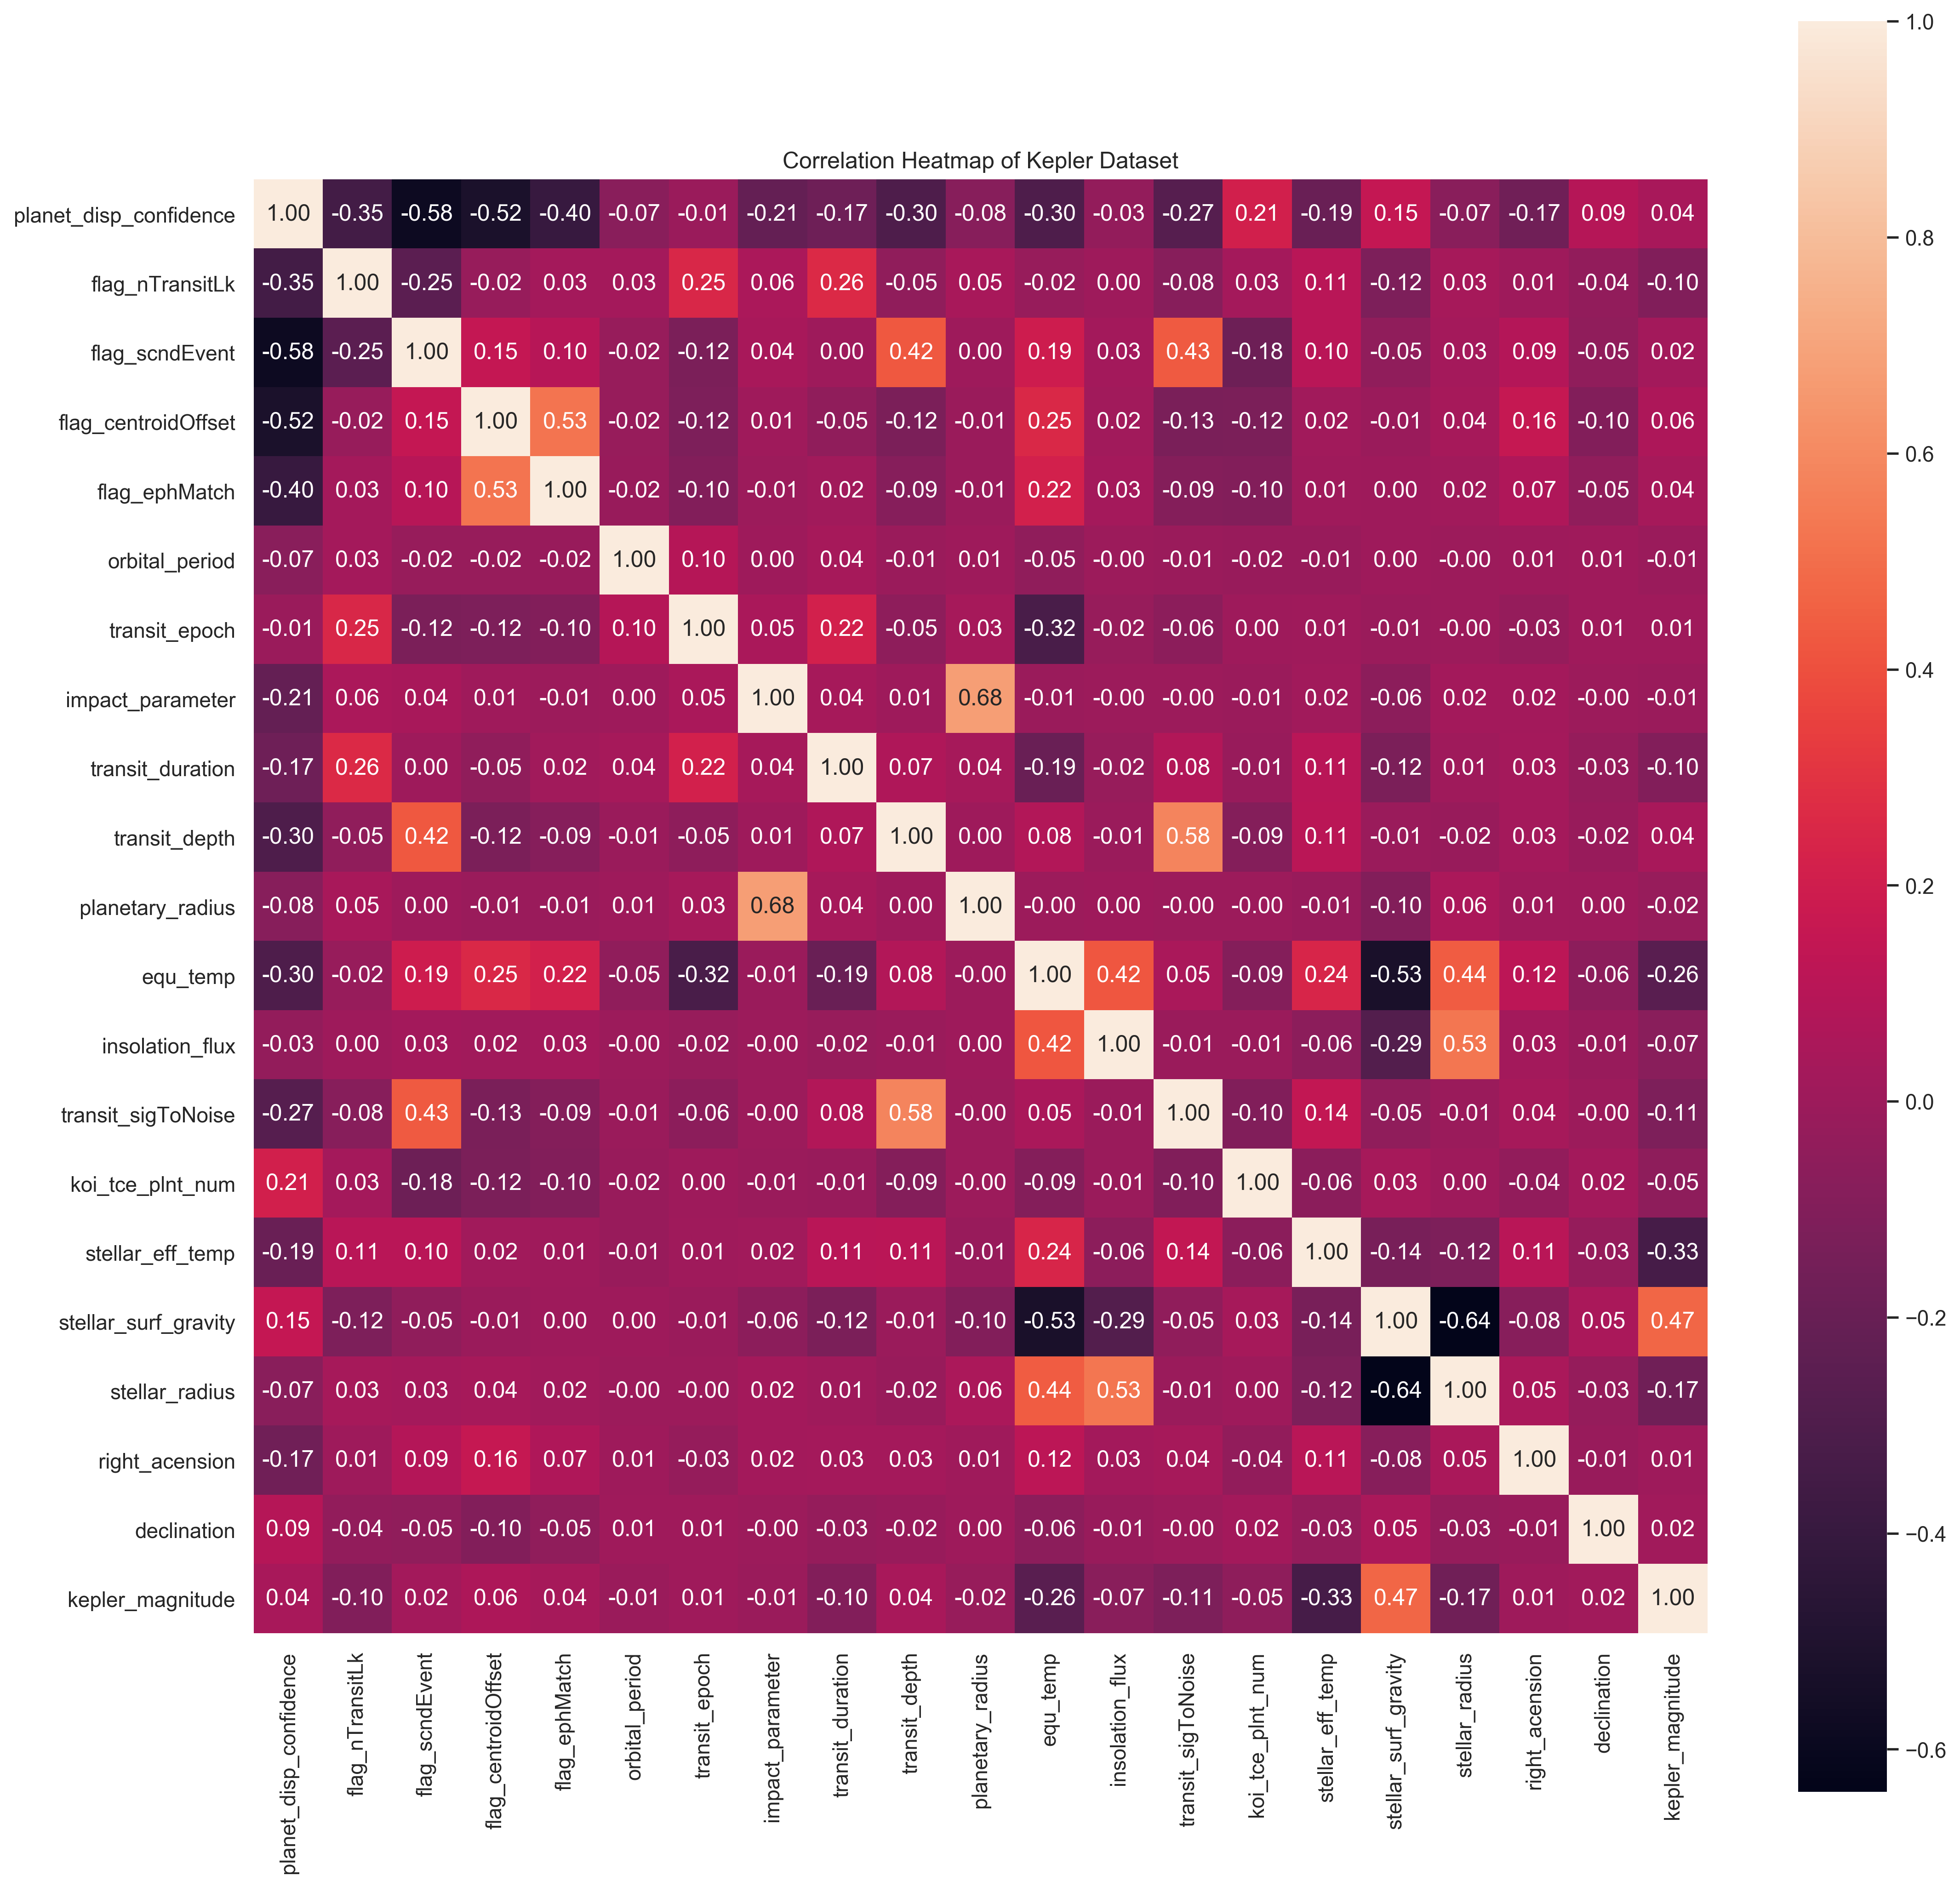 Correlation Heatmap of Kepler Dataset
planet_disp_confidence 1.00 -0.35 -0.58 -0.52 -0.40 -0.07 -0.01 -0.21 -0.17 -0.30 -0.08 -0.30 -0.03 -0.27 0.21 -0.19 0.15 -0.07 -0.17 0.09 0.04
flag_nTransitLk -0.35 1.00 -0.25 -0.02 0.03 0.03 0.25 0.06 0.26 -0.05 0.05 -0.02 0.00 -0.08 0.03 0.11 -0.12 0.03 0.01 -0.04 -0.10
flag_scndEvent -0.58 -0.25 1.00 0.15 0.10 -0.02 -0.12 0.04 0.00 0.42 0.00 0.19 0.03 0.43 -0.18 0.10 -0.05 0.03 0.09 -0.05 0.02
flag_centroidOffset -0.52 -0.02 0.15 1.00 0.53 -0.02 -0.12 0.01 -0.05 -0.12 -0.01 0.25 0.02 -0.13 -0.12 0.02 -0.01 0.04 0.16 -0.10 0.06
flag_ephMatch -0.40 0.03 0.10 0.53 1.00 -0.02 -0.10 -0.01 0.02 -0.09 -0.01 0.22 0.03 -0.09 -0.10 0.01 0.00 0.02 0.07 -0.05 0.04
orbital_period -0.07 0.03 -0.02 -0.02 -0.02 1.00 0.10 0.00 0.04 -0.01 0.01 -0.05 -0.00 -0.01 -0.02 -0.01 0.00 -0.00 0.01 0.01 -0.01
transit_epoch -0.01 0.25 -0.12 -0.12 -0.10 0.10 1.00 0.05 0.22 -0.05 0.03 -0.32 -0.02 -0.06 0.00 0.01 -0.01 -0.00 -0.03 0.01 0.01
impact_parameter -0.21 0.06 0.04 0.01 -0.01 0.00 0.05 1.00 0.04 0.01 0.68 -0.01 -0.00 -0.00 -0.01 0.02 -0.06 0.02 0.02 -0.00 -0.01
transit_duration -0.17 0.26 0.00 -0.05 0.02 0.04 0.22 0.04 1.00 0.07 0.04 -0.19 -0.02 0.08 -0.01 0.11 -0.12 0.01 0.03 -0.03 -0.10
transit_depth -0.30 -0.05 0.42 -0.12 -0.09 -0.01 -0.05 0.01 0.07 1.00 0.00 0.08 -0.01 0.58 -0.09 0.11 -0.01 -0.02 0.03 -0.02 0.04
planetary_radius -0.08 0.05 0.00 -0.01 -0.01 0.01 0.03 0.68 0.04 0.00 1.00 -0.00 0.00 -0.00 -0.00 -0.01 -0.10 0.06 0.01 0.00 -0.02
equ_temp -0.30 -0.02 0.19 0.25 0.22 -0.05 -0.32 -0.01 -0.19 0.08 -0.00 1.00 0.42 0.05 -0.09 0.24 -0.53 0.44 0.12 -0.06 -0.26
insolation_flux -0.03 0.00 0.03 0.02 0.03 -0.00 -0.02 -0.00 -0.02 -0.01 0.00 0.42 1.00 -0.01 -0.01 -0.06 -0.29 0.53 0.03 -0.01 -0.07
transit_sigToNoise -0.27 -0.08 0.43 -0.13 -0.09 -0.01 -0.06 -0.00 0.08 0.58 -0.00 0.05 -0.01 1.00 -0.10 0.14 -0.05 -0.01 0.04 -0.00 -0.11
koi_tce_plnt_num 0.21 0.03 -0.18 -0.12 -0.10 -0.02 0.00 -0.01 -0.01 -0.09 -0.00 -0.09 -0.01 -0.10 1.00 -0.06 0.03 0.00 -0.04 0.02 -0.05
stellar_eff_temp -0.19 0.11 0.10 0.02 0.01 -0.01 0.01 0.02 0.11 0.11 -0.01 0.24 -0.06 0.14 -0.06 1.00 -0.14 -0.12 0.11 -0.03 -0.33
stellar_surf_gravity 0.15 -0.12 -0.05 -0.01 0.00 0.00 -0.01 -0.06 -0.12 -0.01 -0.10 -0.53 -0.29 -0.05 0.03 -0.14 1.00 -0.64 -0.08 0.05 0.47
stellar_radius -0.07 0.03 0.03 0.04 0.02 -0.00 -0.00 0.02 0.01 -0.02 0.06 0.44 0.53 -0.01 0.00 -0.12 -0.64 1.00 0.05 -0.03 -0.17
right_acension -0.17 0.01 0.09 0.16 0.07 0.01 -0.03 0.02 0.03 0.03 0.01 0.12 0.03 0.04 -0.04 0.11 -0.08 0.05 1.00 -0.01 0.01
declination 0.09 -0.04 -0.05 -0.10 -0.05 0.01 0.01 -0.00 -0.03 -0.02 0.00 -0.06 -0.01 -0.00 0.02 -0.03 0.05 -0.03 -0.01 1.00 0.02
kepler_magnitude 0.04 -0.10 0.02 0.06 0.04 -0.01 0.01 -0.01 -0.10 0.04 -0.02 -0.26 -0.07 -0.11 -0.05 -0.33 0.47 -0.17 0.01 0.02 1.00
planet_disp_confidence
flag_nTransitLk
flag_scndEvent
flag_centroidOffset
flag_ephMatch
orbital_period
transit_epoch
impact_parameter
transit_duration
transit_depth
planetary_radius
equ_temp
insolation_flux
transit_sigToNoise
koi_tce_plnt_num
stellar_eff_temp
stellar_surf_gravity
stellar_radius
right_acension
declination
kepler_magnitude
1.0
0.8
0.6
0.4
0.2
0.0
−0.2
−0.4
−0.6